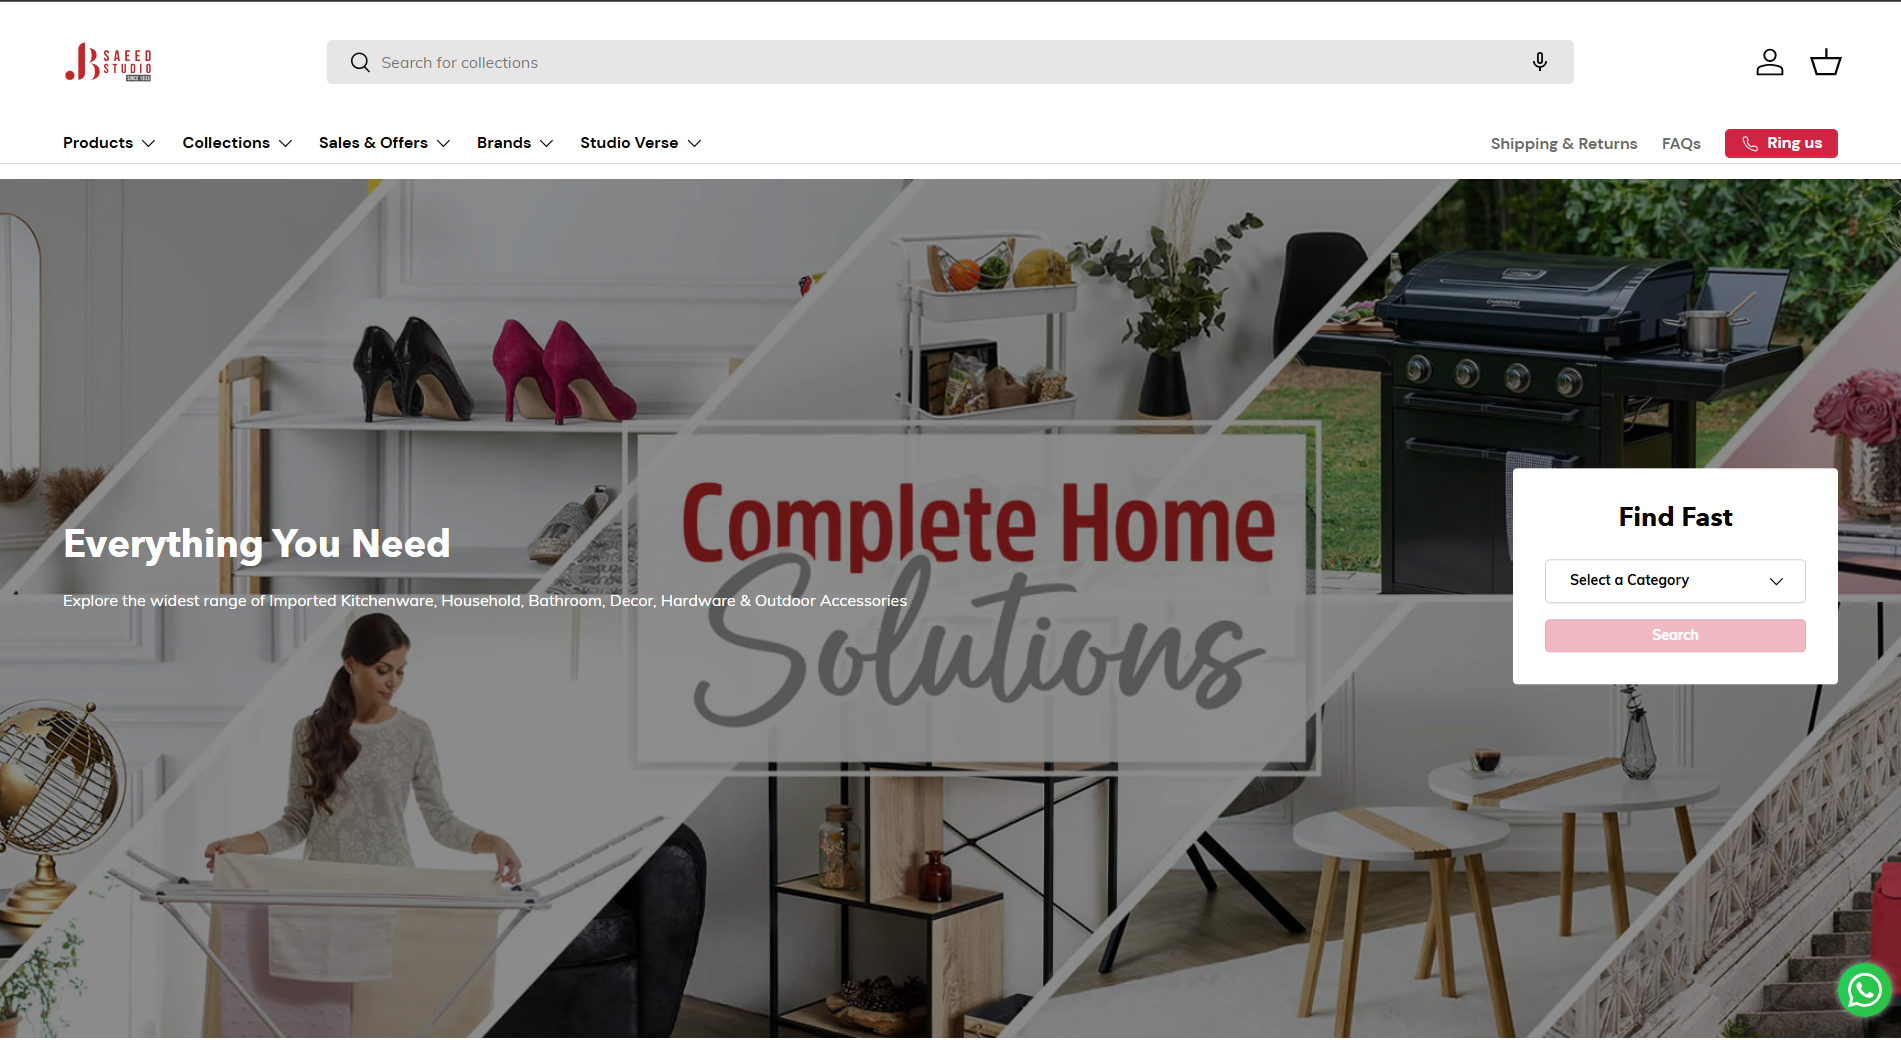 JB SAEED STUDIO
SINCE 1933
Search for collections
Products
Collections
Sales & Offers
Brands
Studio Verse
Shipping & Returns
FAQs
Ring us
Complete Home
Solutions
Everything You Need
Explore the widest range of Imported Kitchenware, Household, Bathroom, Decor, Hardware & Outdoor Accessories
Find Fast
Select a Category
Search